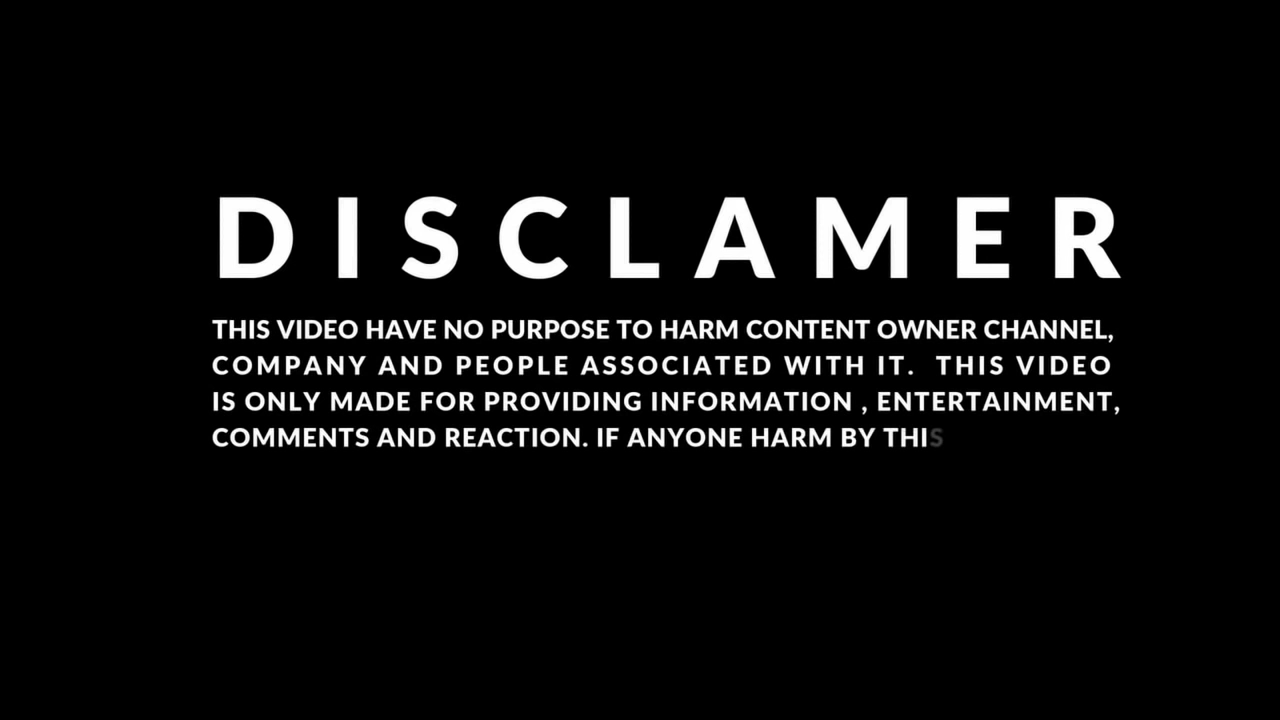 DISCLAMER
THIS VIDEO HAVE NO PURPOSE TO HARM CONTENT OWNER CHANNEL,
COMPANY AND PEOPLE ASSOCIATED WITH IT. THIS VIDEO
IS ONLY MADE FOR PROVIDING INFORMATION , ENTERTAINMENT,
COMMENTS AND REACTION. IF ANYONE HARM BY THIS